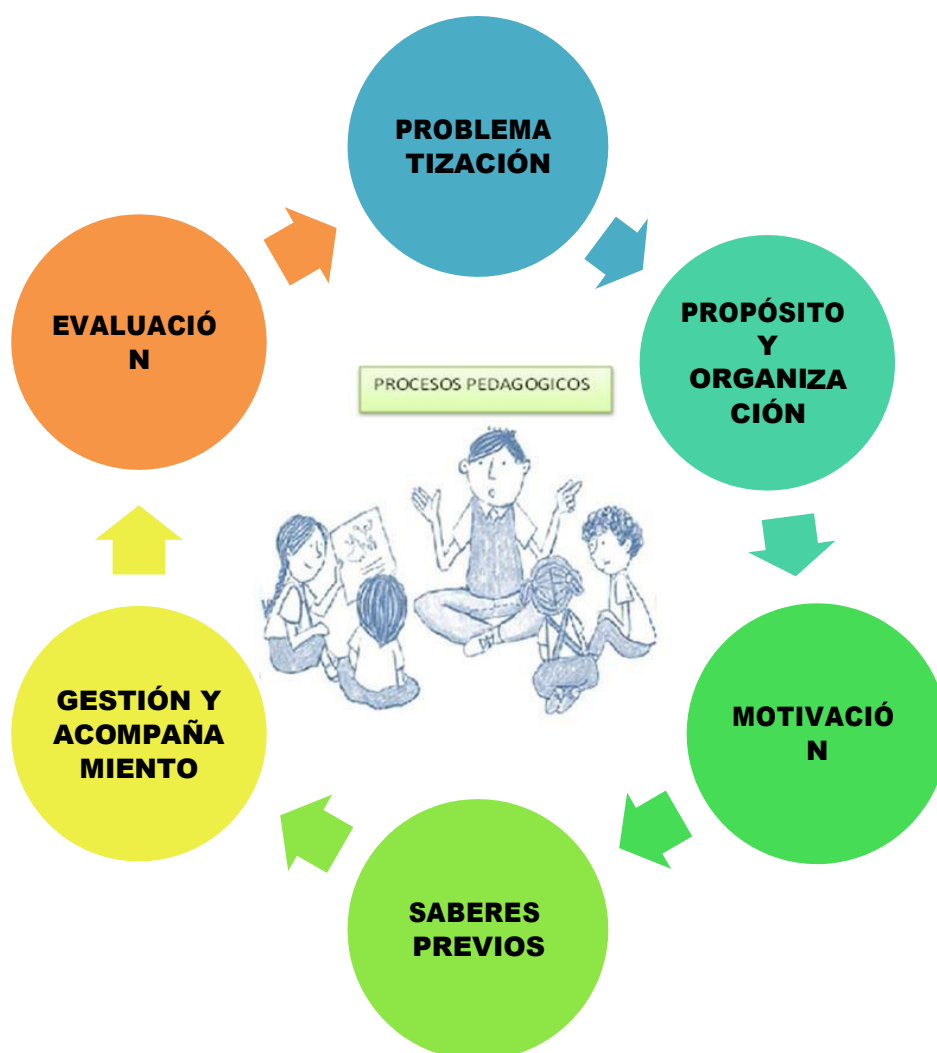 PROBLEMA
TIZACIÓN
PROPÓSITO
Y
ORGANIZA
CIÓN
MOTIVACIÓ
N
SABERES
PREVIOS
GESTIÓN Y
ACOMPAÑA
MIENTO
EVALUACIÓ
N
PROCESOS PEDAGOGICOS